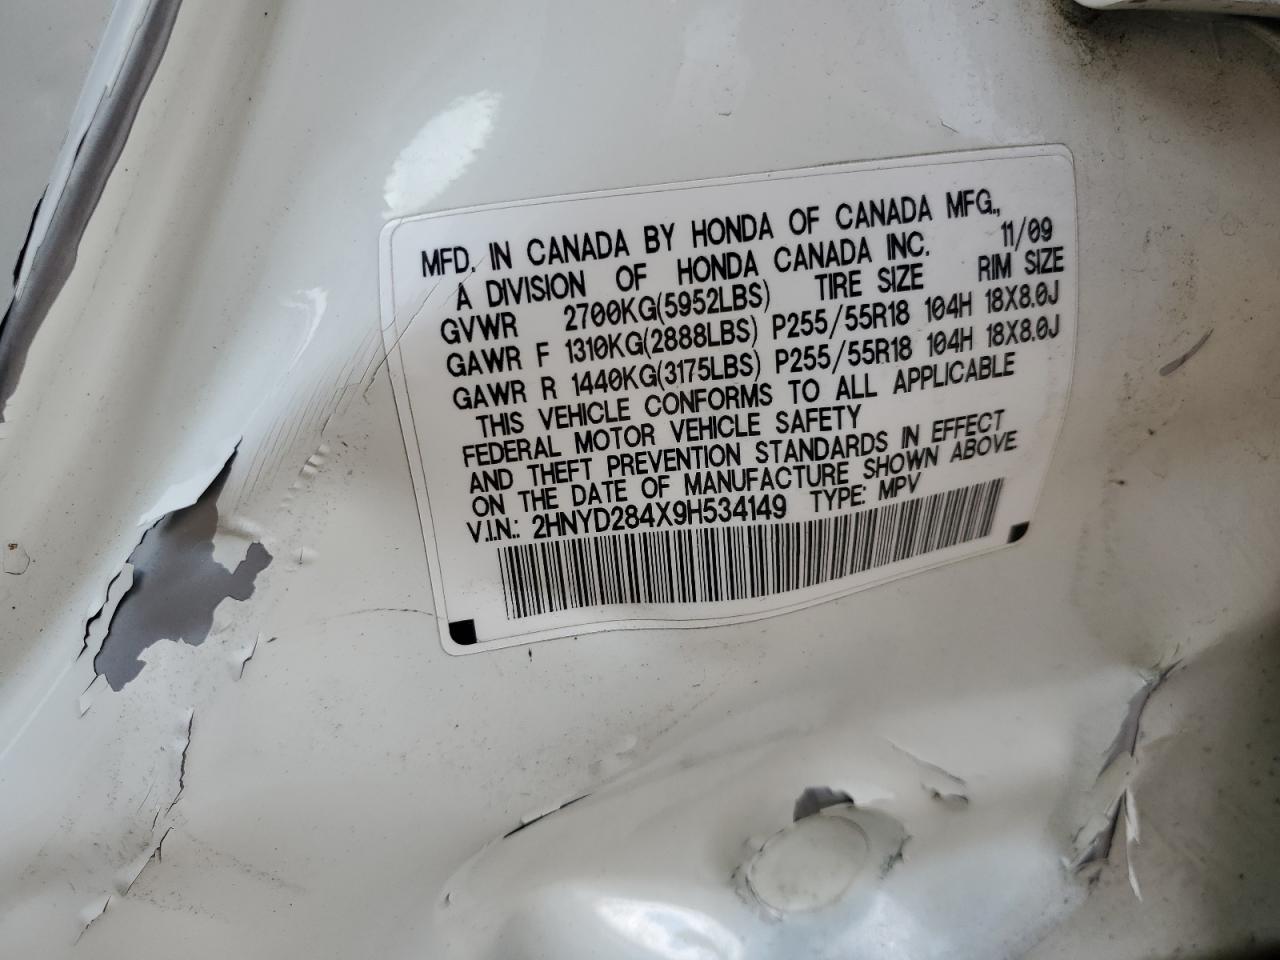 MFD. IN CANADA BY HONDA OF CANADA MFG.,
A DIVISION OF HONDA CANADA INC. 11/09
GVWR 2700KG(5952LBS) TIRE SIZE RIM SIZE
GAWR F 1310KG(2888LBS) P255/55R18 104H 18X8.0J
GAWR R 1440KG(3175LBS) P255/55R18 104H 18X8.0J
THIS VEHICLE CONFORMS TO ALL APPLICABLE
FEDERAL MOTOR VEHICLE SAFETY
AND THEFT PREVENTION STANDARDS IN EFFECT
ON THE DATE OF MANUFACTURE SHOWN ABOVE
V.I.N.: 2HNYD284X9H534149 TYPE: MPV